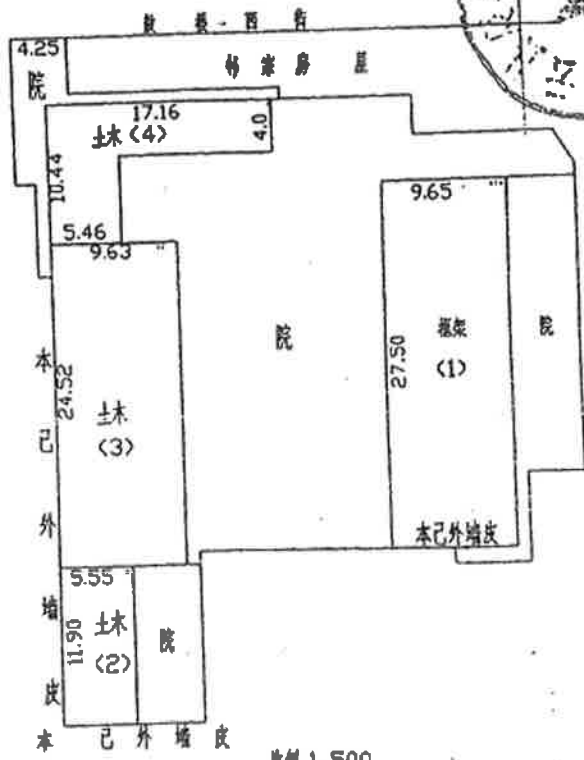 4.25
院
17.16
土木(4)
4.0
10.44
5.46
9.63
9.65
院
框架
(1)
27.50
院
本己外墙皮
24.52
土木
(3)
本己外墙皮
5.55
土木
(2)
11.90
院
本己外墙皮
1:500